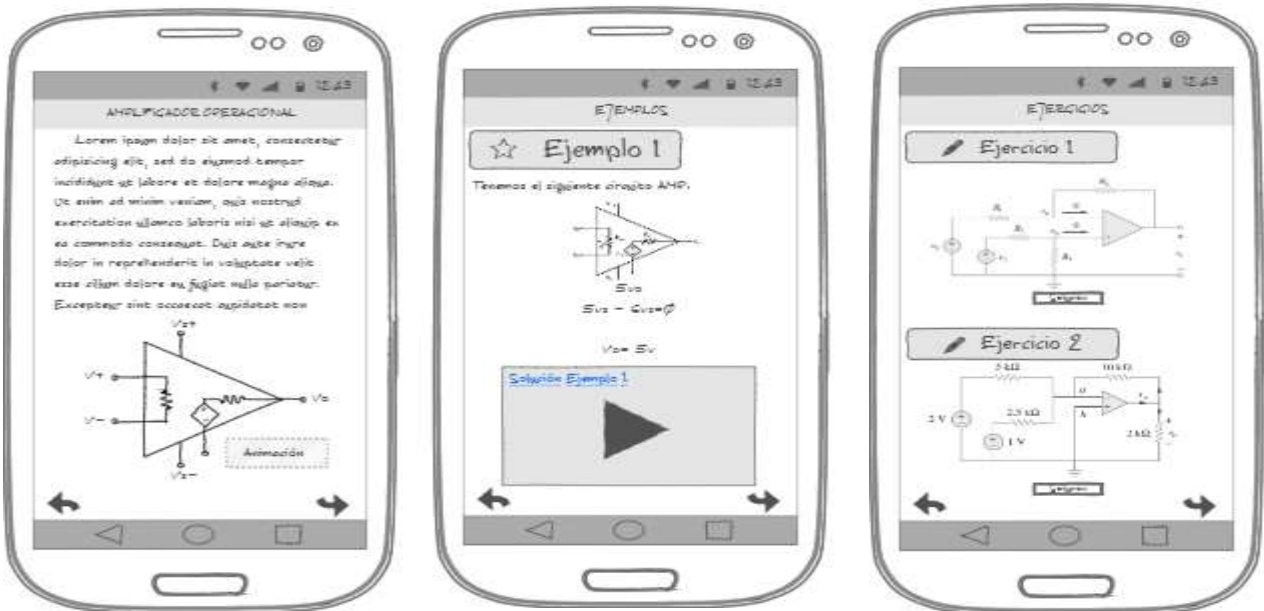 12:43
AMPLIFICADOR OPERACIONAL
Lorem ipsum dolor sit amet, consectetur
adipisicing elit, sed do eiusmod tempor
incididunt ut labore et dolore magna aliqua.
Ut enim ad minim veniam, quis nostrud
exercitation ullamco laboris nisi ut aliquip ex
ea commodo consequat. Duis aute irure
dolor in reprehenderit in voluptate velit
esse cillum dolore eu fugiat nulla pariatur.
Excepteur sint occaecat cupidatat non
Vs+
V+
V-
Vo
Vs-
Animación
12:43
EJEMPLOS
Ejemplo 1
Tenemos el siguiente circuito AMP.
5vo
5vo - 6vo=0
Vo= 5v
Solución Ejemplo 1
12:43
EJERCICIOS
Ejercicio 1
Ejercicio 2
5 kΩ
10 kΩ
a
2.5 kΩ
b
2 V
1 V
2 kΩ